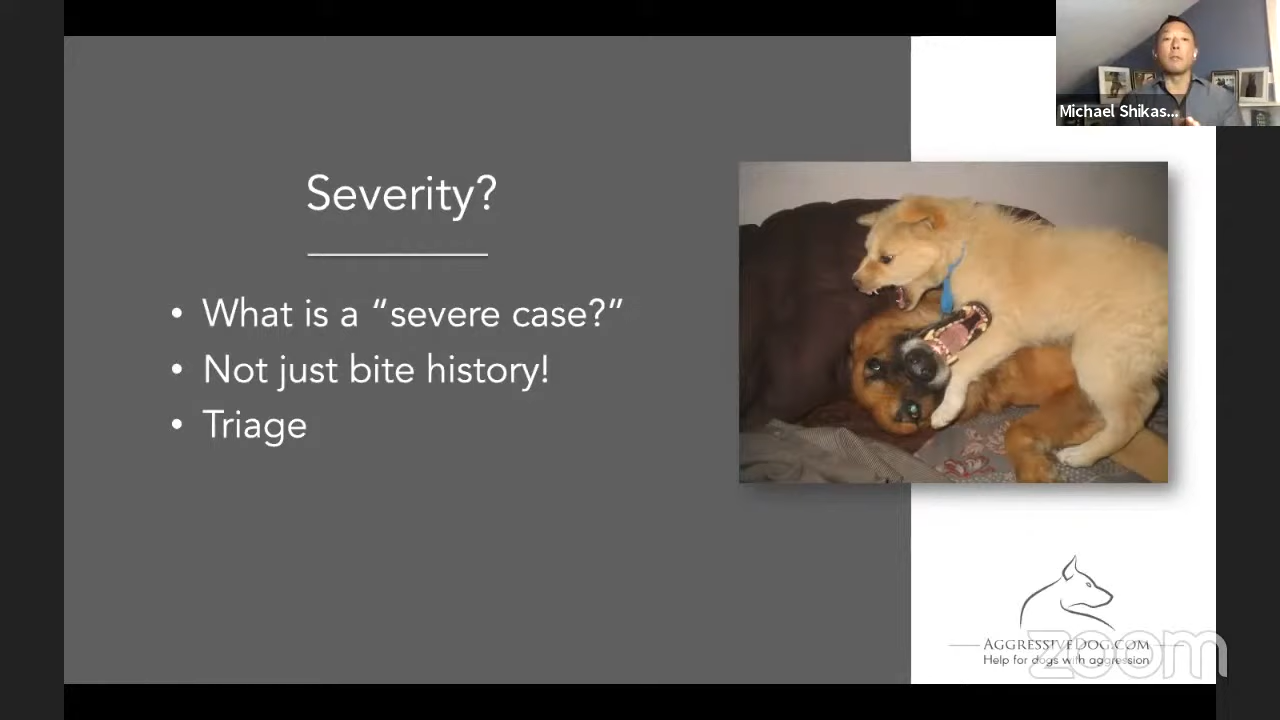 Michael Shikas...
Severity?
• What is a “severe case?”
• Not just bite history!
• Triage
AGGRESSIVEDOG.COM
Help for dogs with aggression
zoom